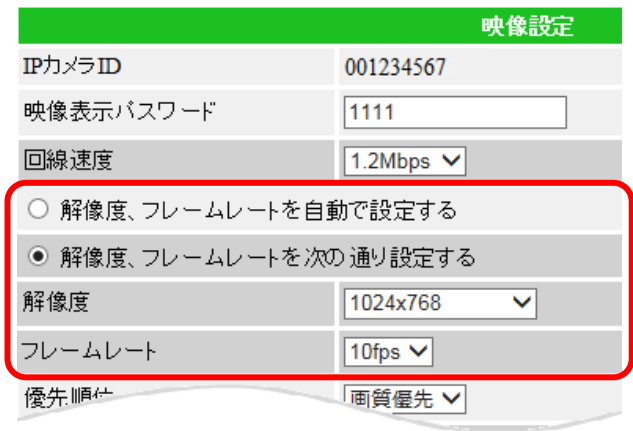 映像設定
IPカメラID 001234567
映像表示パスワード 1111
回線速度 1.2Mbps
解像度、フレームレートを自動で設定する
解像度、フレームレートを次の通り設定する
解像度 1024x768
フレームレート 10fps
優先順位 画質優先